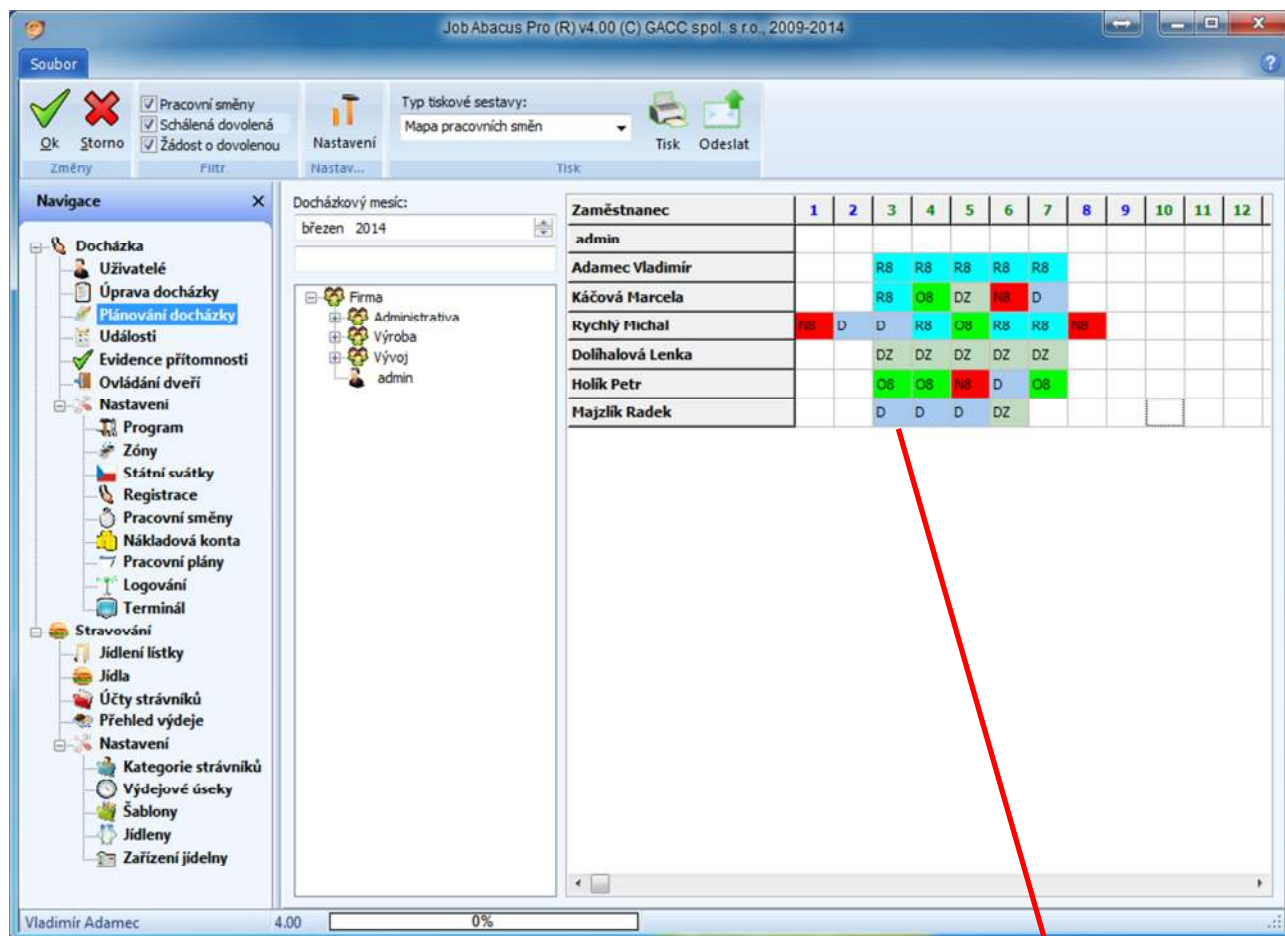 JobAbacus Pro (R) v4.00 (C) GACC spol. s r.o., 2009-2014
Soubor
Ok
Storno
Změny
Pracovní směny
Schálená dovolená
Žádost o dovolenou
Filtr
Nastavení
Nastav...
Typ tiskové sestavy:
Mapa pracovních směn
Tisk
Odeslat
Tisk
Navigace
Docházka
Uživatelé
Úprava docházky
Plánování docházky
Události
Evidence přítomnosti
Ovládání dveří
Nastavení
Program
Zóny
Státní svátky
Registrace
Pracovní směny
Nákladová konta
Pracovní plány
Logování
Terminál
Stravování
Jídlení lístky
Jídla
Účty strávníků
Přehled výdeje
Nastavení
Kategorie strávníků
Výdejové úseky
Šablony
Jídleny
Zařízení jídelny
Docházkový mesíc:
březen 2014
Firma
Administrativa
Výroba
Vývoj
admin
Zaměstnanec 1 2 3 4 5 6 7 8 9 10 11 12
admin
Adamec Vladimír R8 R8 R8 R8 R8
Káčová Marcela R8 O8 DZ N8 D
Rychlý Michal N8 D D R8 O8 R8 R8 N8
Dolíhalová Lenka DZ DZ DZ DZ DZ
Holík Petr O8 O8 N8 D O8
Majzlík Radek D D D DZ
Vladimír Adamec 4.00 0%